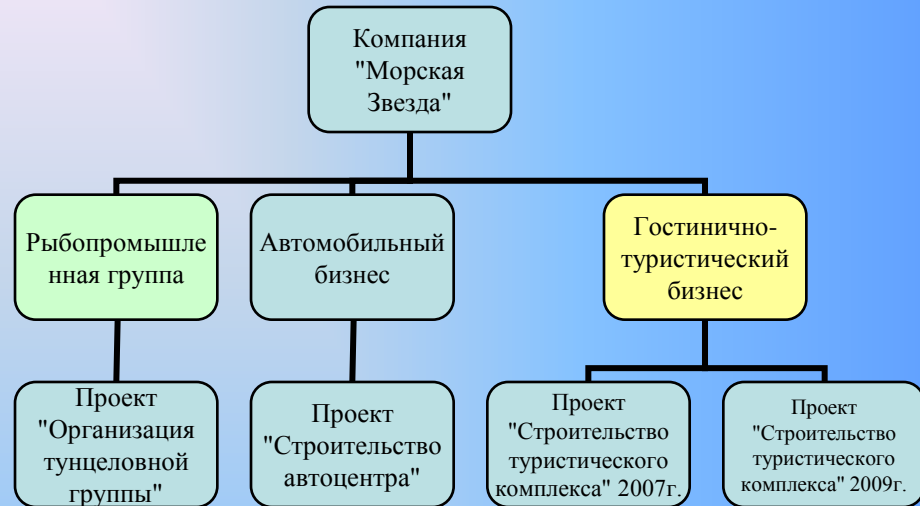 Компания
"Морская
Звезда"
Рыбопромышле
нная группа
Автомобильный
бизнес
Гостинично-
туристический
бизнес
Проект
"Организация
тунцеловной
группы"
Проект
"Строительство
автоцентра"
Проект
"Строительство
туристического
комплекса" 2007г.
Проект
"Строительство
туристического
комплекса" 2009г.